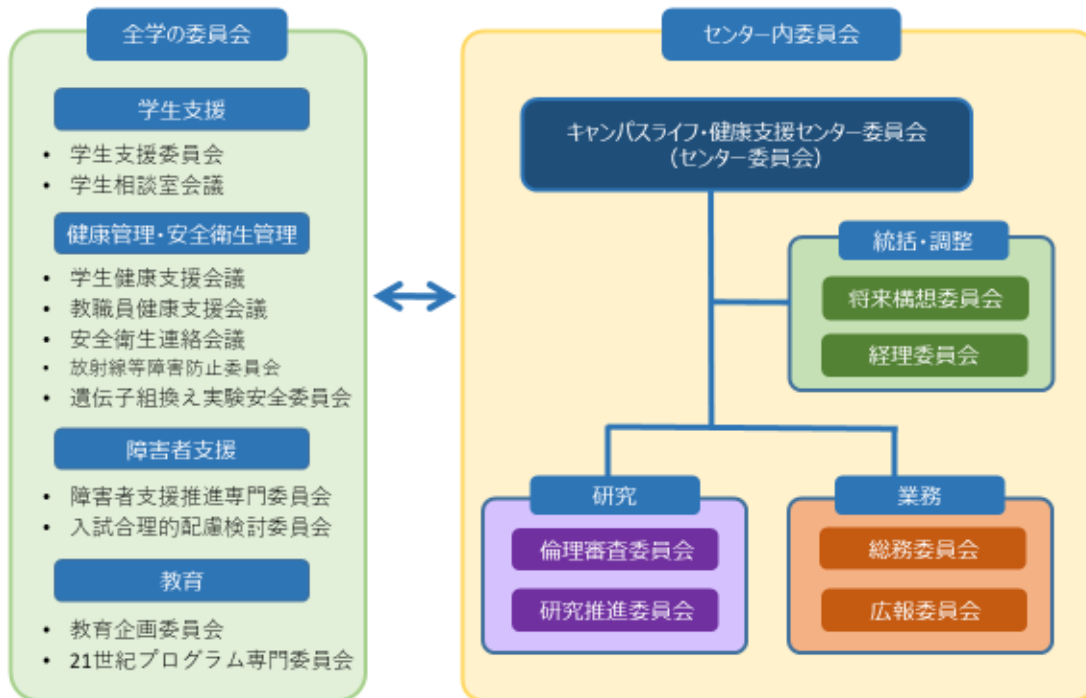 全学の委員会
学生支援
• 学生支援委員会
• 学生相談室会議
健康管理・安全衛生管理
• 学生健康支援会議
• 教職員健康支援会議
• 安全衛生連絡会議
• 放射線等障害防止委員会
• 遺伝子組換え実験安全委員会
障害者支援
• 障害者支援推進専門委員会
• 入試合理的配慮検討委員会
教育
• 教育企画委員会
• 21世紀プログラム専門委員会
センター内委員会
キャンパスライフ・健康支援センター委員会
(センター委員会)
統括・調整
将来構想委員会
経理委員会
研究
倫理審査委員会
研究推進委員会
業務
総務委員会
広報委員会